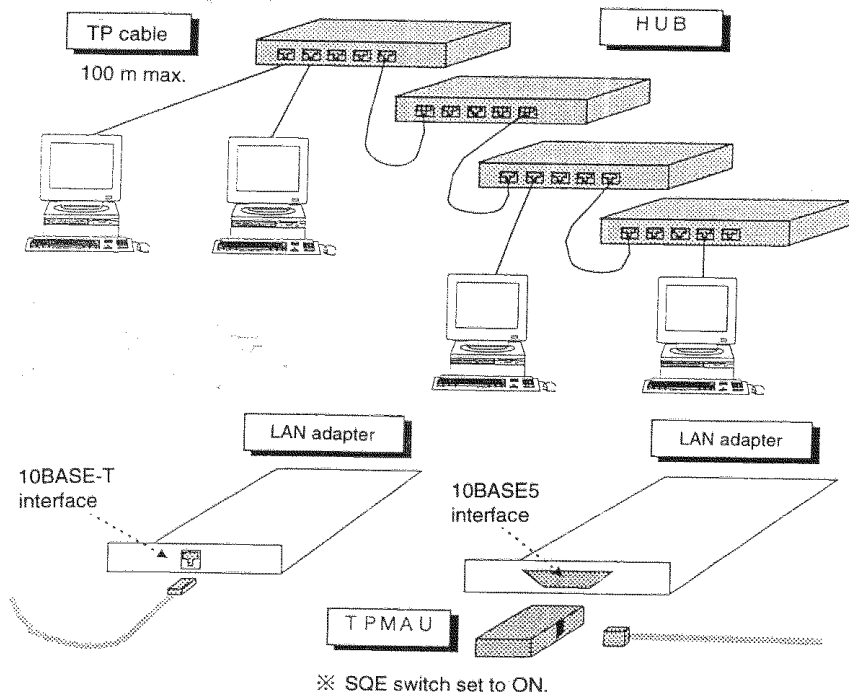 TP cable
100 m max.
HUB
LAN adapter
10BASE-T
interface
LAN adapter
10BASE5
interface
TPMAU
※ SQE switch set to ON.